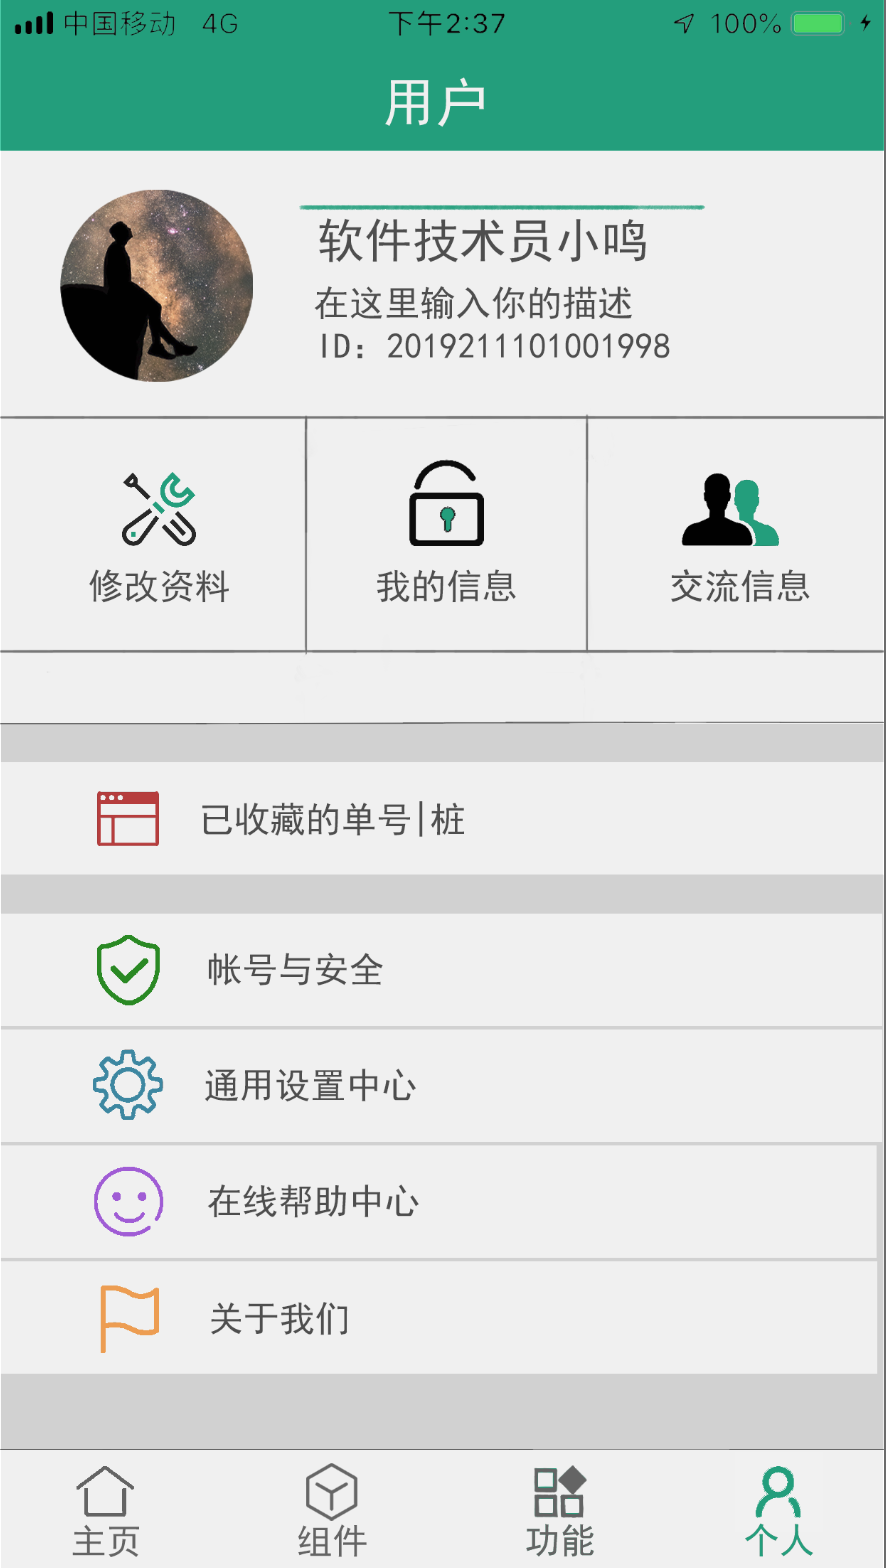 中国移动 4G 下午2:37 100%
用户
软件技术员小鸣
在这里输入你的描述
ID: 2019211101001998
修改资料 我的信息 交流信息
已收藏的单号|桩
帐号与安全
通用设置中心
在线帮助中心
关于我们
主页 组件 功能 个人